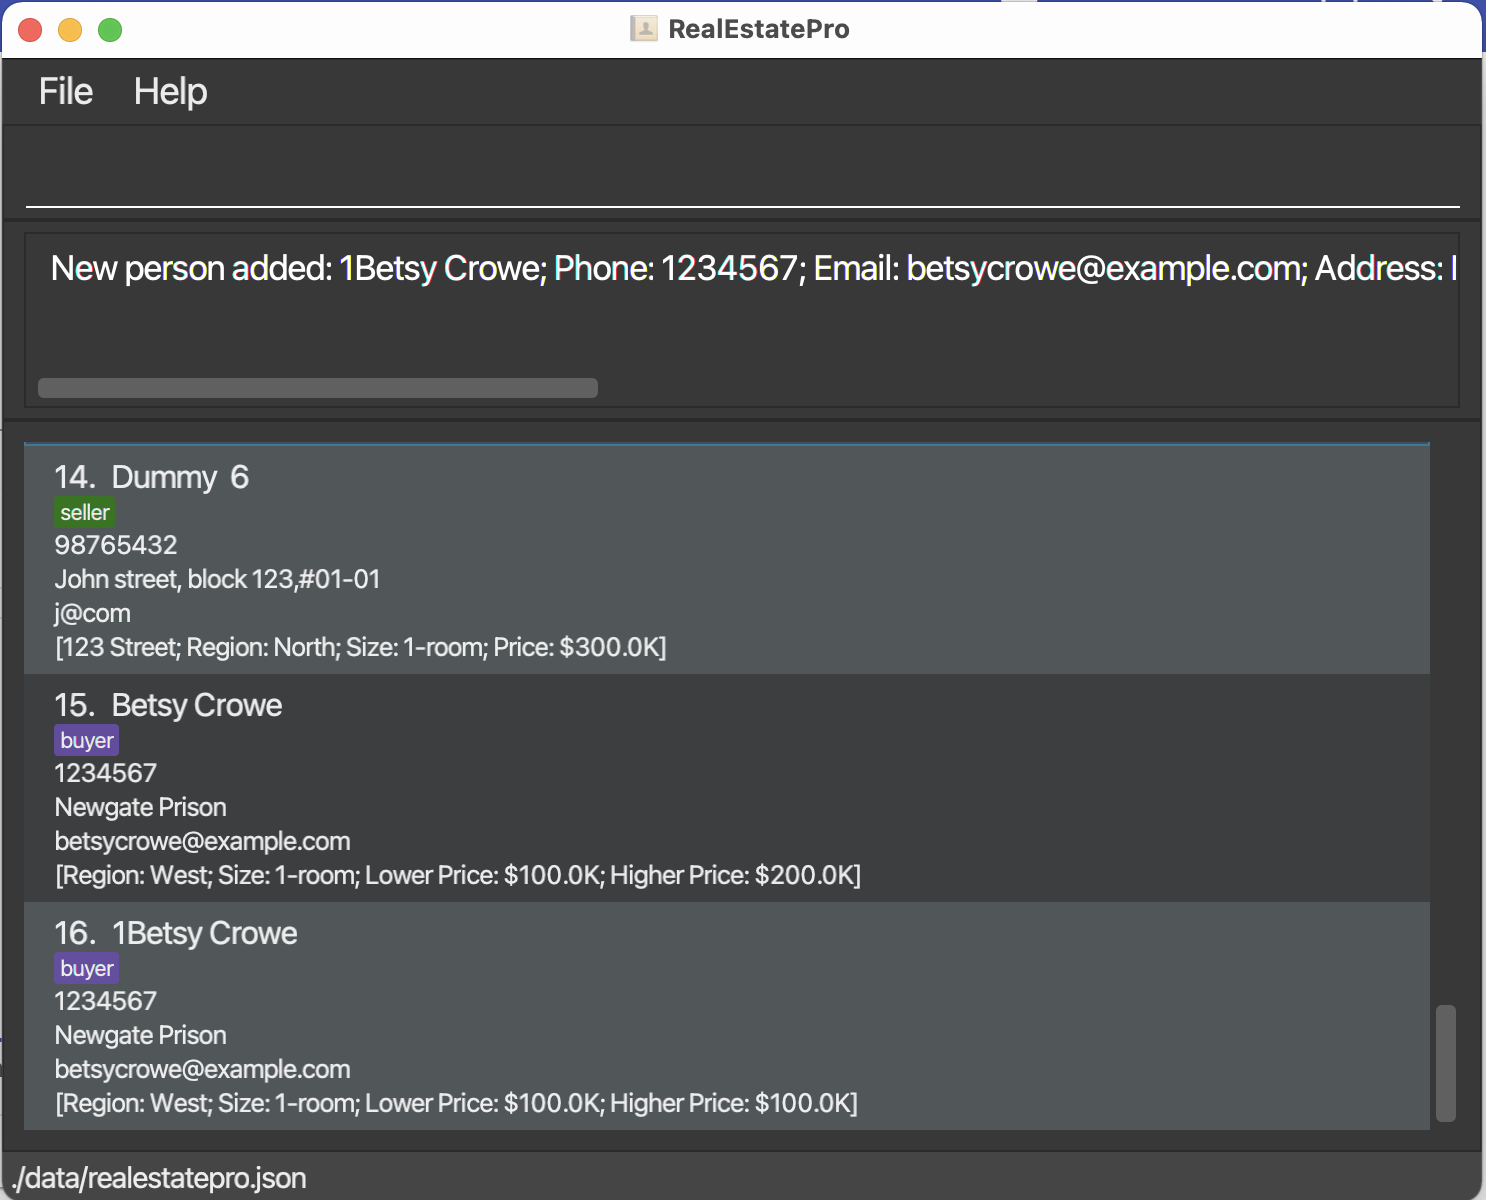 RealEstatePro
File Help
New person added: 1Betsy Crowe; Phone: 1234567; Email: betsycrowe@example.com; Address:
14. Dummy 6
seller
98765432
John street, block 123,#01-01
j@com
[123 Street; Region: North; Size: 1-room; Price: $300.0K]
15. Betsy Crowe
buyer
1234567
Newgate Prison
betsycrowe@example.com
[Region: West; Size: 1-room; Lower Price: $100.0K; Higher Price: $200.0K]
16. 1Betsy Crowe
buyer
1234567
Newgate Prison
betsycrowe@example.com
[Region: West; Size: 1-room; Lower Price: $100.0K; Higher Price: $100.0K]
./data/realestatepro.json